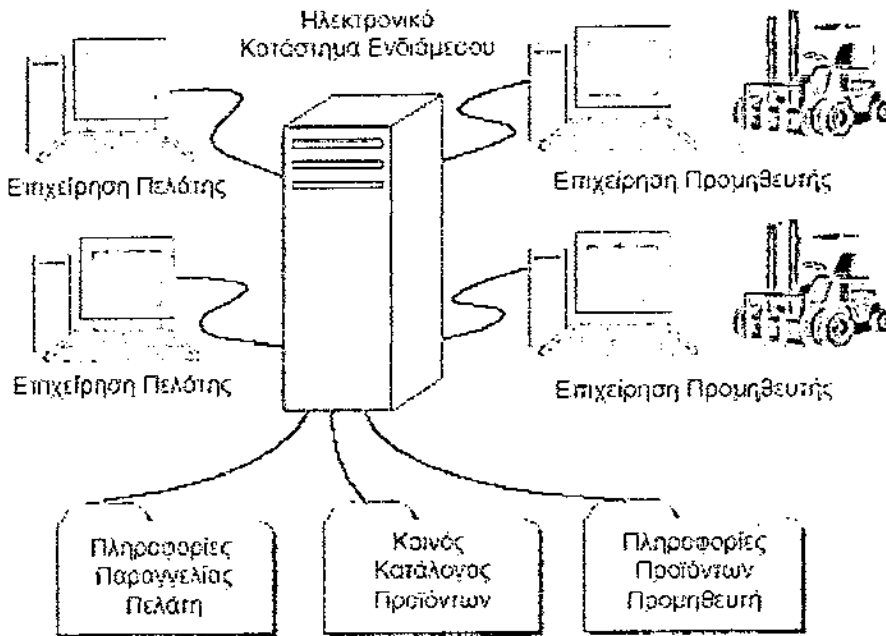 Ηλεκτρονικό
Κατάστημα Ενδιάμεσου
Επιχείρηση Πελάτης
Επιχείρηση Προμηθευτής
Επιχείρηση Πελάτης
Επιχείρηση Προμηθευτής
Πληροφορίες
Παραγγελίας
Πελάτη
Κοινός
Κατάλογος
Προϊόντων
Πληροφορίες
Προϊόντων
Προμηθευτή